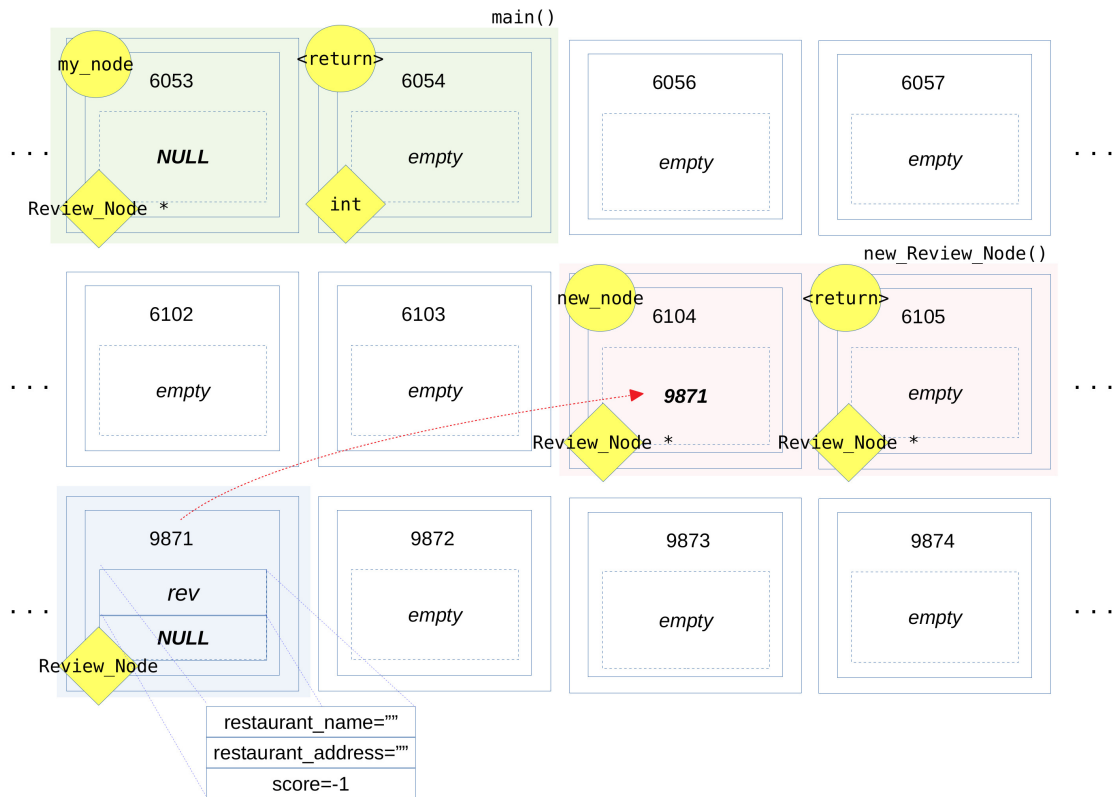 main()
my_node
6053
<return>
6054
6056
6057
...
NULL
empty
empty
empty
...
Review_Node *
int
new_Review_Node()
6102
6103
new_node
6104
<return>
6105
...
empty
empty
9871
empty
...
Review_Node *
Review_Node *
9871
9872
9873
9874
...
rev
NULL
empty
empty
empty
...
Review_Node
restaurant_name=””
restaurant_address=””
score=-1